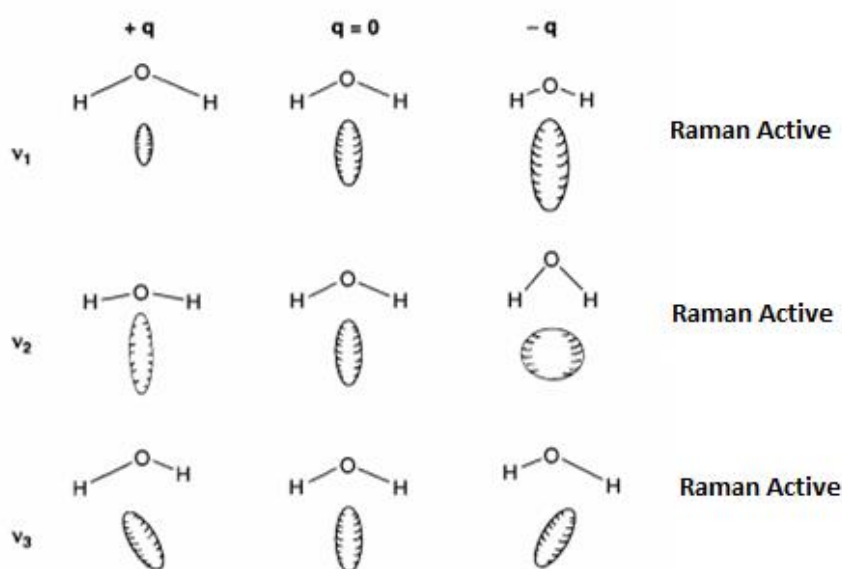 + q q = 0 – q
O O O
H H H H H H
Raman Active
ν₁
O O O
H H H H H H
Raman Active
ν₂
O O O
H H H H H H
Raman Active
ν₃